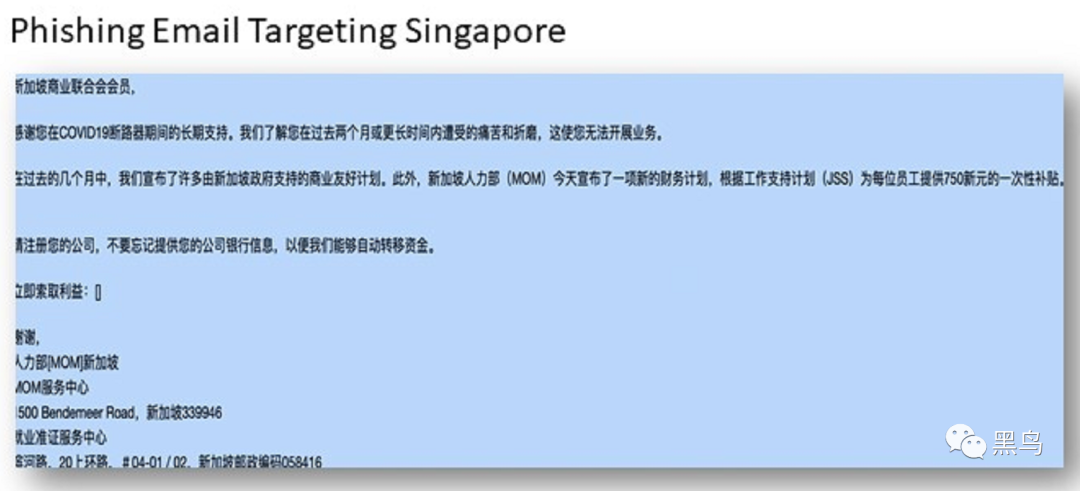 Phishing Email Targeting Singapore
新加坡商业联合会会员,
感谢您在COVID19断路器期间的长期支持。我们了解您在过去两个月或更长时间内遭受的痛苦和折磨，这使您无法开展业务。
在过去的几个月中，我们宣布了许多由新加坡政府支持的商业友好计划。此外，新加坡人力部（MOM）今天宣布了一项新的财务计划，根据工作支持计划（JSS）为每位员工提供750新元的一次性补贴。
请注册您的公司，不要忘记提供您的公司银行信息，以便我们能够自动转移资金。
立即索取利益：[]
谢谢,
人力部[MOM]新加坡
MOM服务中心
1500 Bendemeer Road，新加坡339946
就业准证服务中心
滨河路，20上环路，＃04-01 / 02，新加坡邮政编码058416
黑鸟